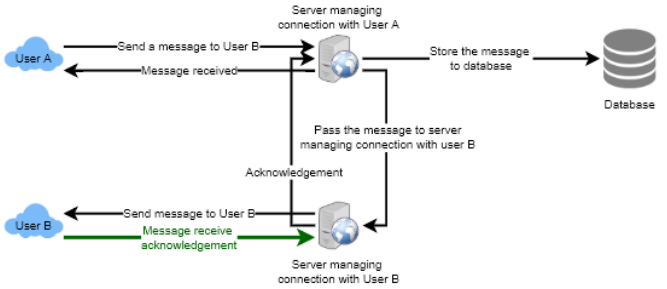 Server managing
connection with User A
Send a message to User B
User A
Message received
Store the message
to database
Database
Pass the message to server
managing connection with user B
Acknowledgement
Send message to User B
User B
Message receive
acknowledgement
Server managing
connection with User B